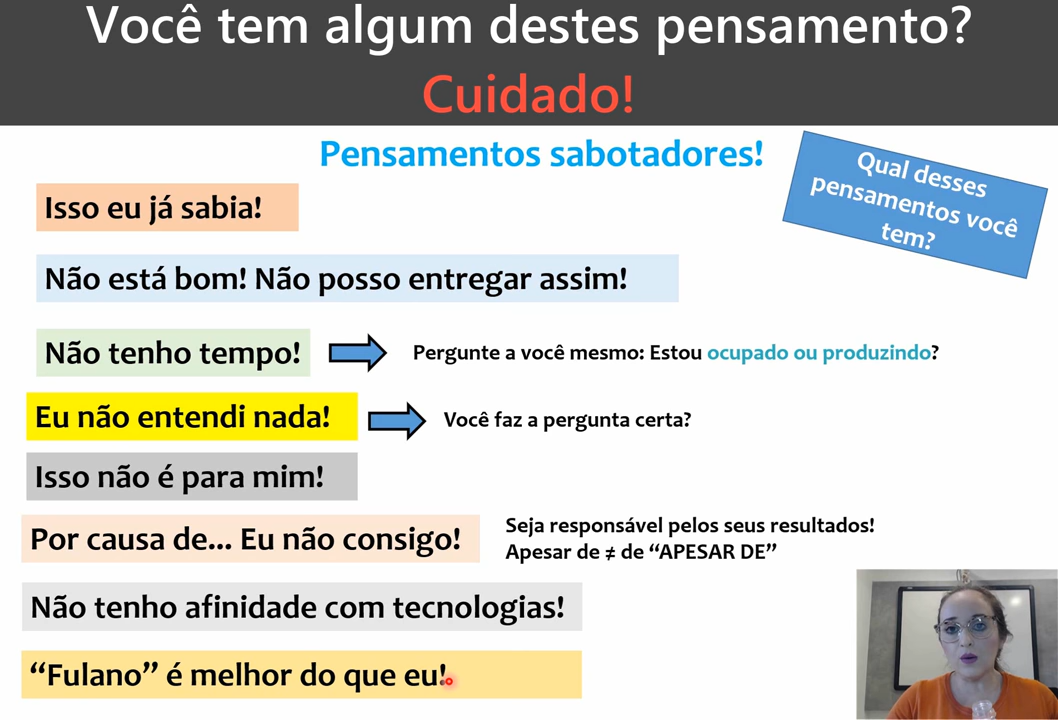 Você tem algum destes pensamento?
Cuidado!
Pensamentos sabotadores!
Qual desses
pensamentos você
tem?
Isso eu já sabia!
Não está bom! Não posso entregar assim!
Não tenho tempo!
Pergunte a você mesmo: Estou ocupado ou produzindo?
Eu não entendi nada!
Você faz a pergunta certa?
Isso não é para mim!
Por causa de... Eu não consigo!
Seja responsável pelos seus resultados!
Apesar de ≠ de “APESAR DE”
Não tenho afinidade com tecnologias!
“Fulano” é melhor do que eu!